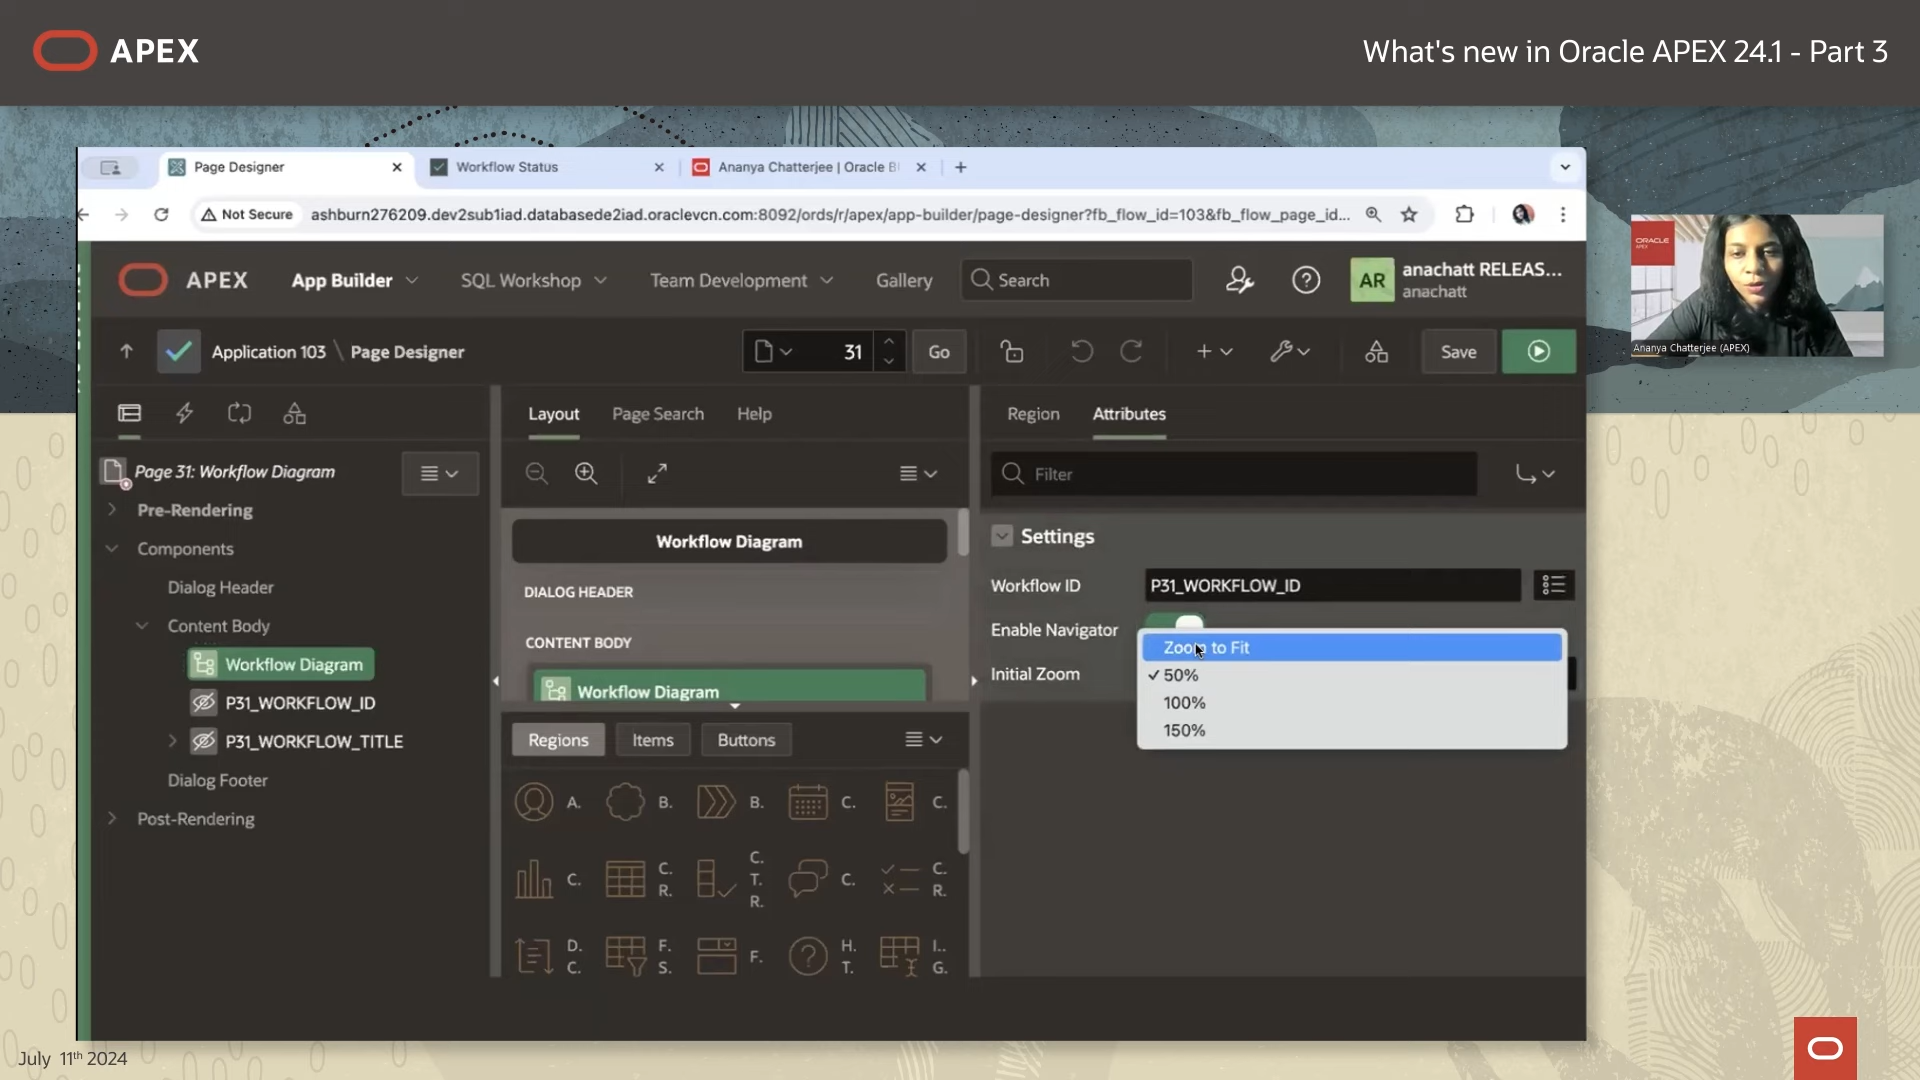 APEX
What's new in Oracle APEX 24.1 - Part 3
Page Designer
Workflow Status
Ananya Chatterjee | Oracle Bl
Not Secure
ashburn276209.dev2sub1iad.databasede2iad.oraclevcn.com:8092/ords/r/apex/app-builder/page-designer?fb_flow_id=103&fb_flow_page_id...
APEX
App Builder
SQL Workshop
Team Development
Gallery
Search
AR
anachatt RELEAS...
anachatt
Application 103 \ Page Designer
31
Go
Save
Layout
Page Search
Help
Region
Attributes
Page 31: Workflow Diagram
Pre-Rendering
Components
Dialog Header
Content Body
Workflow Diagram
P31_WORKFLOW_ID
P31_WORKFLOW_TITLE
Dialog Footer
Post-Rendering
Workflow Diagram
DIALOG HEADER
CONTENT BODY
Workflow Diagram
Regions
Items
Buttons
A.
B.
B.
C.
C.
C.
C.
R.
C.
T.
R.
C.
C.
R.
D.
C.
F.
S.
F.
H.
T.
I..
G.
Filter
Settings
Workflow ID
P31_WORKFLOW_ID
Enable Navigator
Initial Zoom
Zoom to Fit
✓ 50%
100%
150%
ORACLE
APEX
Ananya Chatterjee (APEX)
July 11th 2024